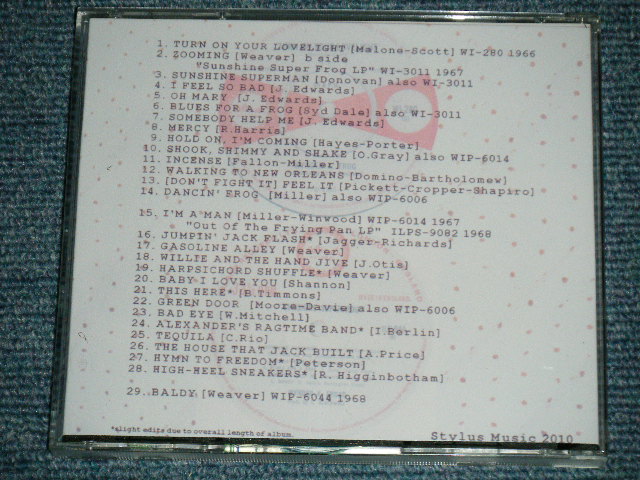 1. TURN ON YOUR LOVELIGHT [Malone-Scott] WI-280 1966
2. ZOOMING [Weaver] b side
"Sunshine Super Frog LP" WI-3011 1967
3. SUNSHINE SUPERMAN [Donovan] also WI-3011
4. I FEEL SO BAD [J. Edwards]
5. OH MARY [J. Edwards]
6. BLUES FOR A FROG [Syd Dale] also WI-3011
7. SOMEBODY HELP ME [J. Edwards]
8. MERCY [R.Harris]
9. HOLD ON, I'M COMING [Hayes-Porter]
10. SHOOK, SHIMMY AND SHAKE [O.Gray] also WIP-6014
11. INCENSE [Fallon-Miller]
12. WALKING TO NEW ORLEANS [Domino-Bartholomew]
13. [DON'T FIGHT IT] FEEL IT [Pickett-Cropper-Shapiro]
14. DANCIN' FROG [Miller] also WIP-6006
15. I'M A MAN [Miller-Winwood] WIP-6014 1967
"Out Of The Frying Pan LP" ILPS-9082 1968
16. JUMPIN' JACK FLASH* [Jagger-Richards]
17. GASOLINE ALLEY [Weaver]
18. WILLIE AND THE HAND JIVE [J.Otis]
19. HARPSICHORD SHUFFLE* [Weaver]
20. BABY I LOVE YOU [Shannon]
21. THIS HERE* [B.Timmons]
22. GREEN DOOR [Moore-Davie] also WIP-6006
23. BAD EYE [W.Mitchell]
24. ALEXANDER'S RAGTIME BAND* [I.Berlin]
25. TEQUILA [C.Rio]
26. THE HOUSE THAT JACK BUILT [A.Price]
27. HYMN TO FREEDOM* [Peterson]
28. HIGH-HEEL SNEAKERS* [R. Higginbotham]
29. BALDY [Weaver] WIP-6044 1968
*slight edits due to overall length of album.
Stylus Music 2010